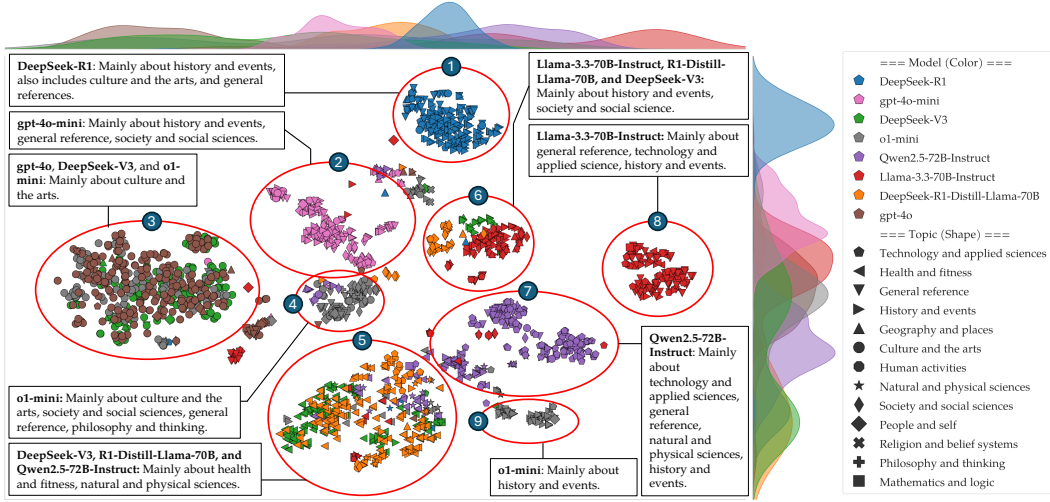 DeepSeek-R1: Mainly about history and events,
also includes culture and the arts, and general
references.
gpt-4o-mini: Mainly about history and events,
general reference, society and social sciences.
gpt-4o, DeepSeek-V3, and o1-
mini: Mainly about culture and
the arts.
Llama-3.3-70B-Instruct, R1-Distill-
Llama-70B, and DeepSeek-V3:
Mainly about history and events,
society and social science.
Llama-3.3-70B-Instruct: Mainly about
general reference, technology and
applied science, history and events.
1
2
3
4
5
6
7
8
9
o1-mini: Mainly about culture and the
arts, society and social sciences, general
reference, philosophy and thinking.
DeepSeek-V3, R1-Distill-Llama-70B, and
Qwen2.5-72B-Instruct: Mainly about health
and fitness, natural and physical sciences.
o1-mini: Mainly about
history and events.
Qwen2.5-72B-
Instruct: Mainly
about
technology and
applied sciences,
general
reference,
natural and
physical sciences,
history and
events.
=== Model (Color) ===
DeepSeek-R1
gpt-4o-mini
DeepSeek-V3
o1-mini
Qwen2.5-72B-Instruct
Llama-3.3-70B-Instruct
DeepSeek-R1-Distill-Llama-70B
gpt-4o
=== Topic (Shape) ===
Technology and applied sciences
Health and fitness
General reference
History and events
Geography and places
Culture and the arts
Human activities
Natural and physical sciences
Society and social sciences
People and self
Religion and belief systems
Philosophy and thinking
Mathematics and logic